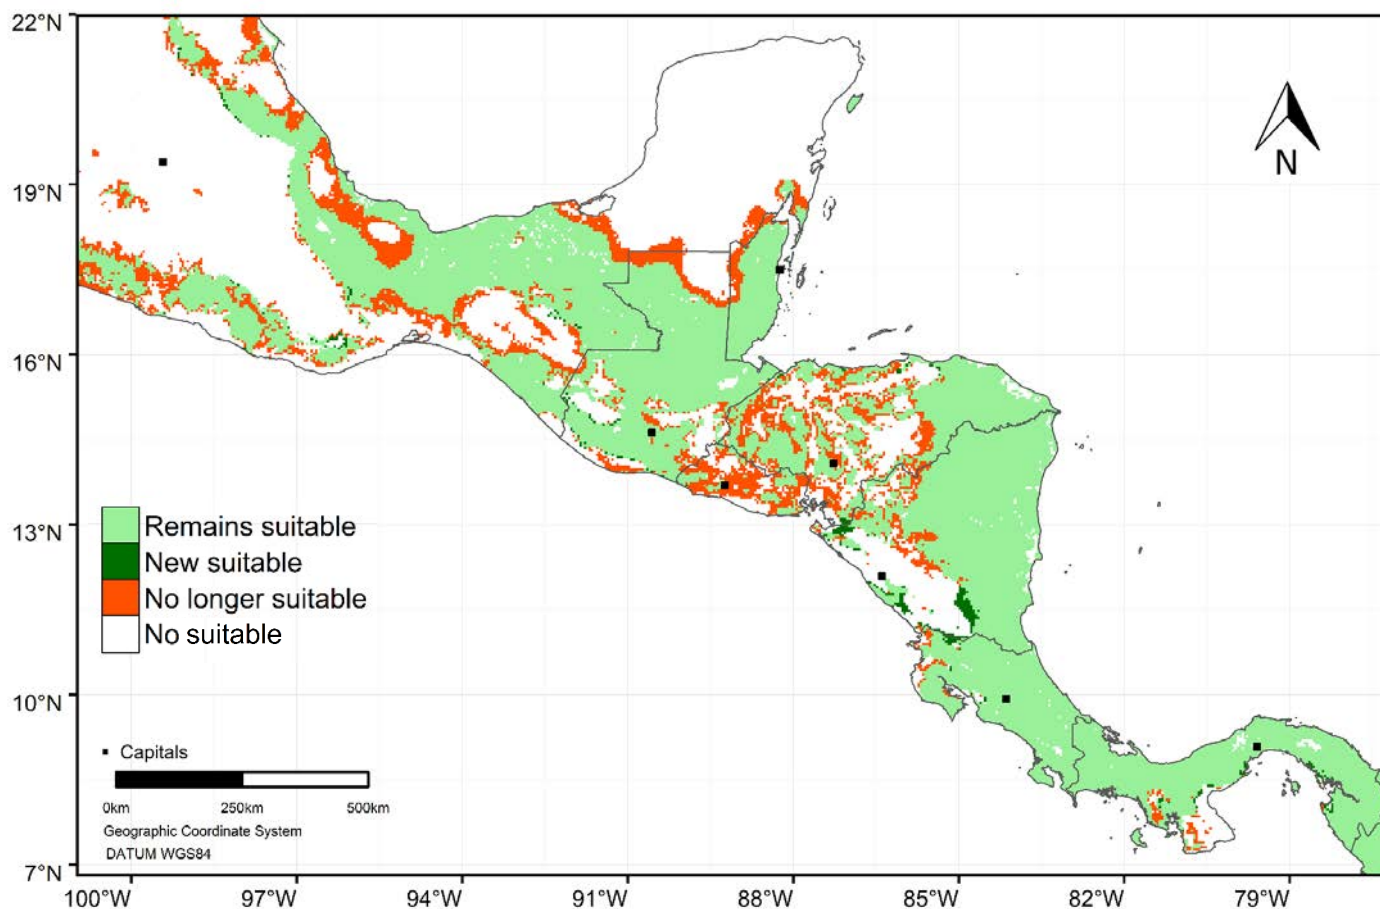 22°N
19°N
16°N
13°N
10°N
7°N
N
Remains suitable
New suitable
No longer suitable
No suitable
Capitals
0km 250km 500km
Geographic Coordinate System
DATUM WGS84
100°W 97°W 94°W 91°W 88°W 85°W 82°W 79°W